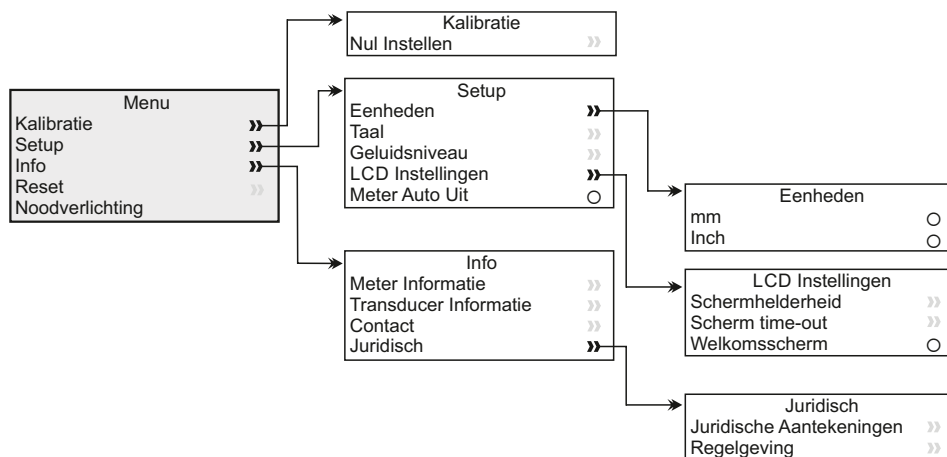 Menu
Kalibratie
Setup
Info
Reset
Noodverlichting
Kalibratie
Nul Instellen
Setup
Eenheden
Taal
Geluidsniveau
LCD Instellingen
Meter Auto Uit
Info
Meter Informatie
Transducer Informatie
Contact
Juridisch
Eenheden
mm
Inch
LCD Instellingen
Schermhelderheid
Scherm time-out
Welkomsscherm
Juridisch
Juridische Aantekeningen
Regelgeving